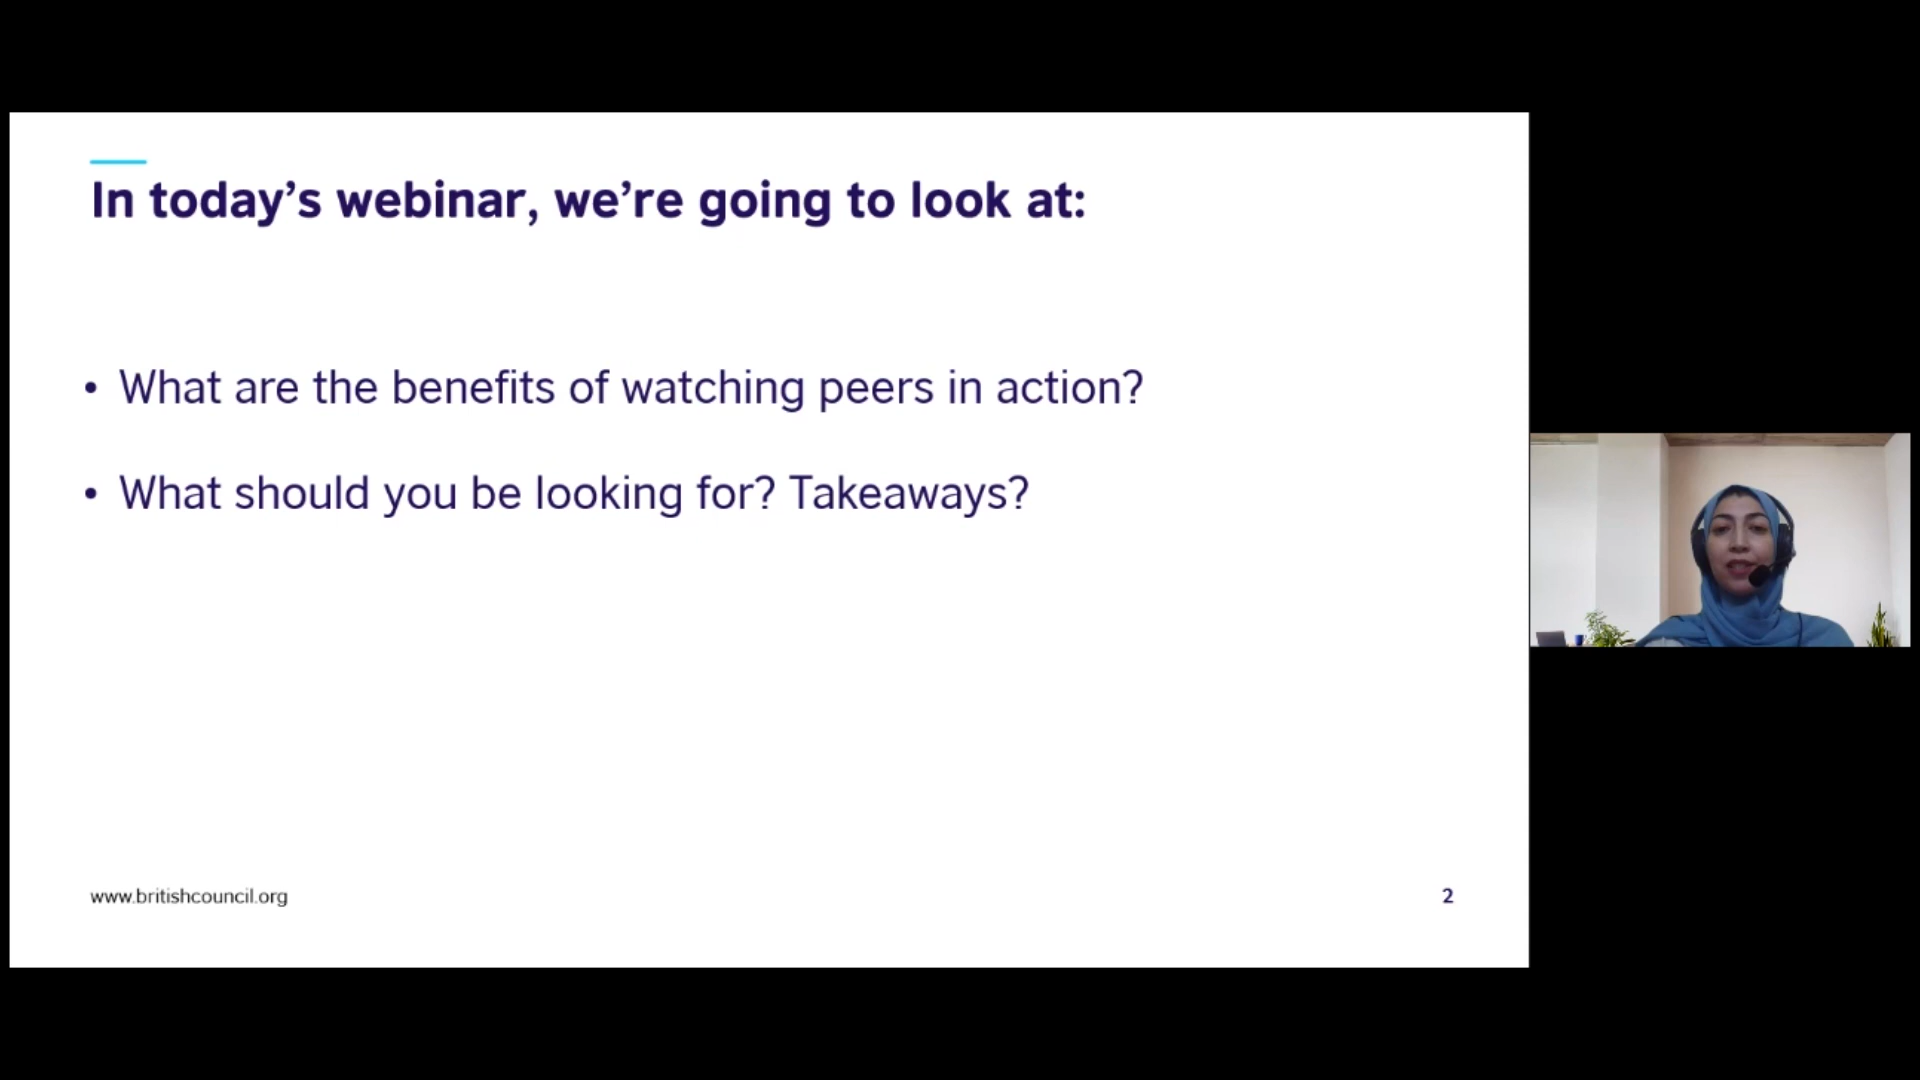 In today’s webinar, we’re going to look at:
• What are the benefits of watching peers in action?
• What should you be looking for? Takeaways?
www.britishcouncil.org
2